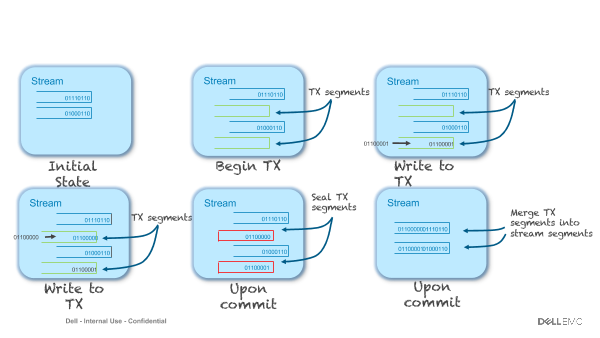 Stream
01110110
01000110
Initial
State
Stream
01110110
01000110
TX segments
Begin TX
Stream
01110110
01000110
01100001
01100001
TX segments
Write to
TX
Stream
01110110
01100000
01100000
01000110
01100001
TX segments
Write to
TX
Stream
01110110
01100000
01000110
01100001
Seal TX
segments
Upon
commit
Stream
0110000001110110
0110000101000110
Merge TX
segments into
stream segments
Upon
commit
Dell - Internal Use - Confidential
DELLEMC